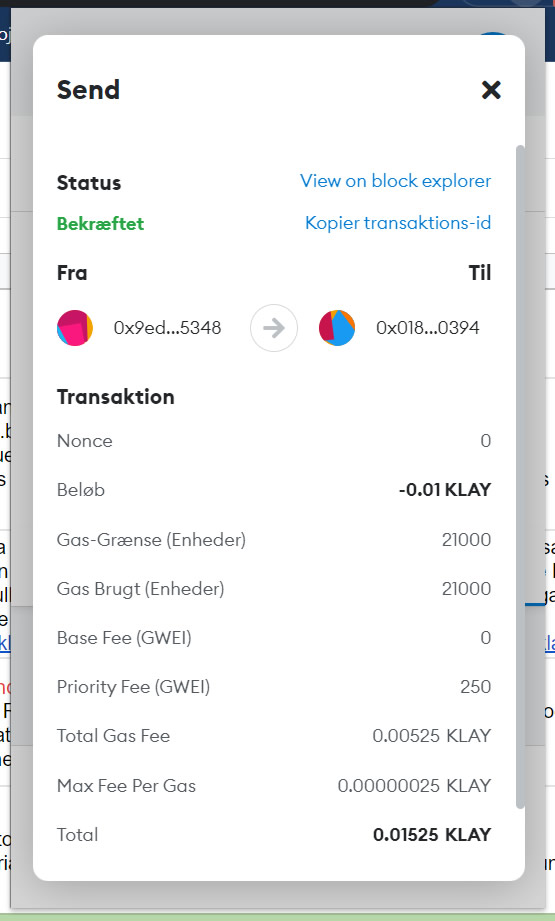 Send
Status
View on block explorer
Bekræftet
Kopier transaktions-id
Fra
Til
0x9ed...5348
0x018...0394
Transaktion
Nonce
0
Beløb
-0.01 KLAY
Gas-Grænse (Enheder)
21000
Gas Brugt (Enheder)
21000
Base Fee (GWEI)
0
Priority Fee (GWEI)
250
Total Gas Fee
0.00525 KLAY
Max Fee Per Gas
0.00000025 KLAY
Total
0.01525 KLAY